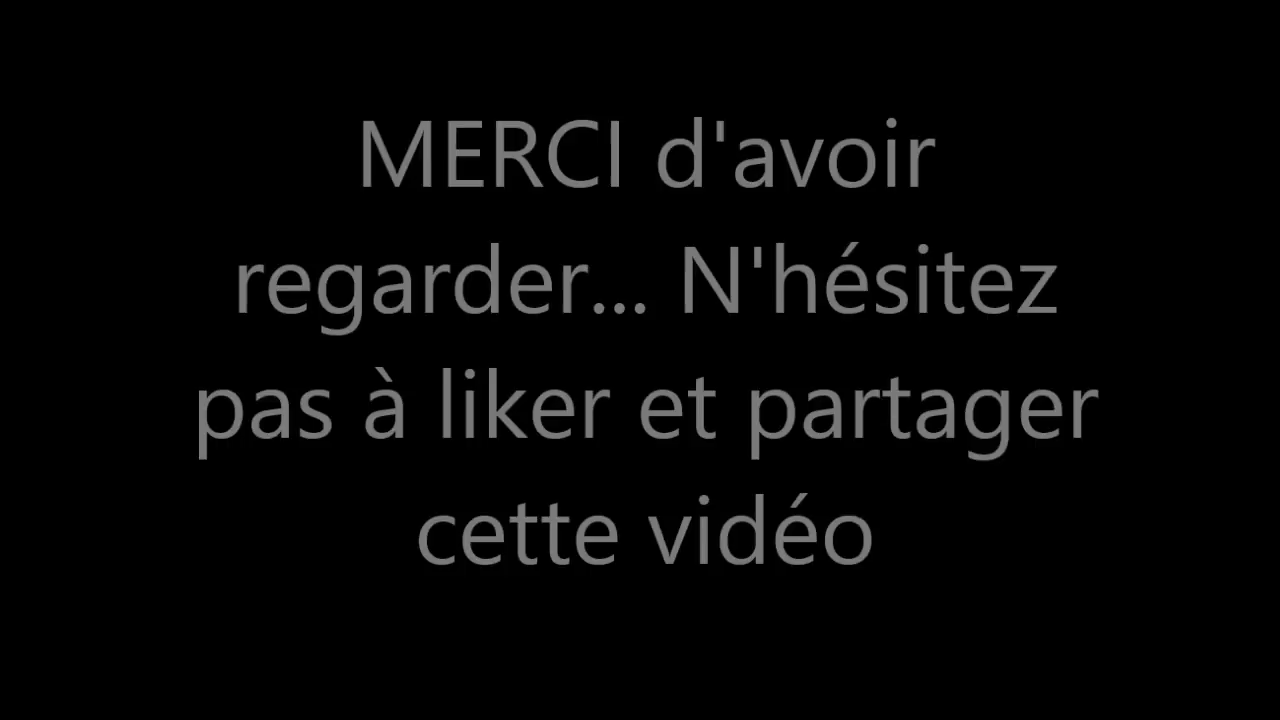 MERCI d'avoir
regarder... N'hésitez
pas à liker et partager
cette vidéo